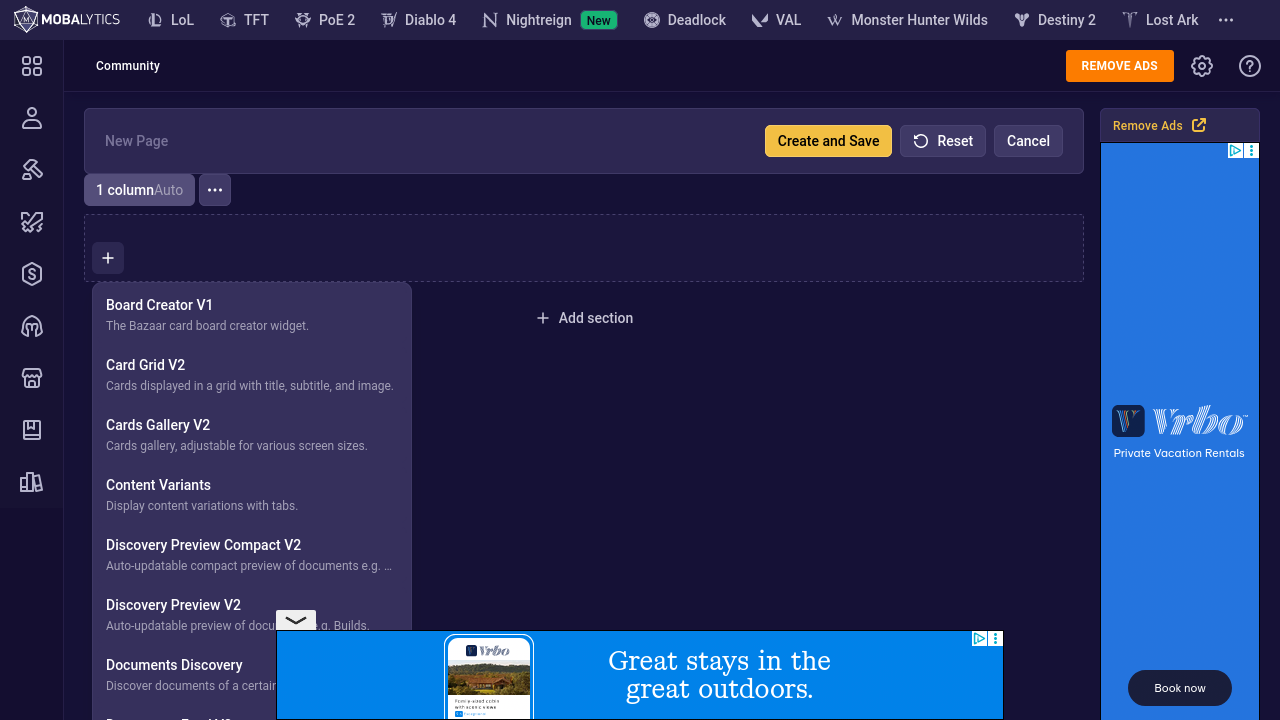 MOBALYTICS
LoL
TFT
PoE 2
Diablo 4
Nightreign
New
Deadlock
VAL
Monster Hunter Wilds
Destiny 2
Lost Ark
Community
REMOVE ADS
New Page
Create and Save
Reset
Cancel
Remove Ads
1 column Auto
Board Creator V1
The Bazaar card board creator widget.
Add section
Card Grid V2
Cards displayed in a grid with title, subtitle, and image.
Cards Gallery V2
Cards gallery, adjustable for various screen sizes.
Vrbo™
Private Vacation Rentals
Content Variants
Display content variations with tabs.
Discovery Preview Compact V2
Auto-updatable compact preview of documents e.g. ...
Discovery Preview V2
Auto-updatable preview of docu e.g. Builds.
Documents Discovery
Discover documents of a certain
Vrbo
Great stays in the
great outdoors.
Book now